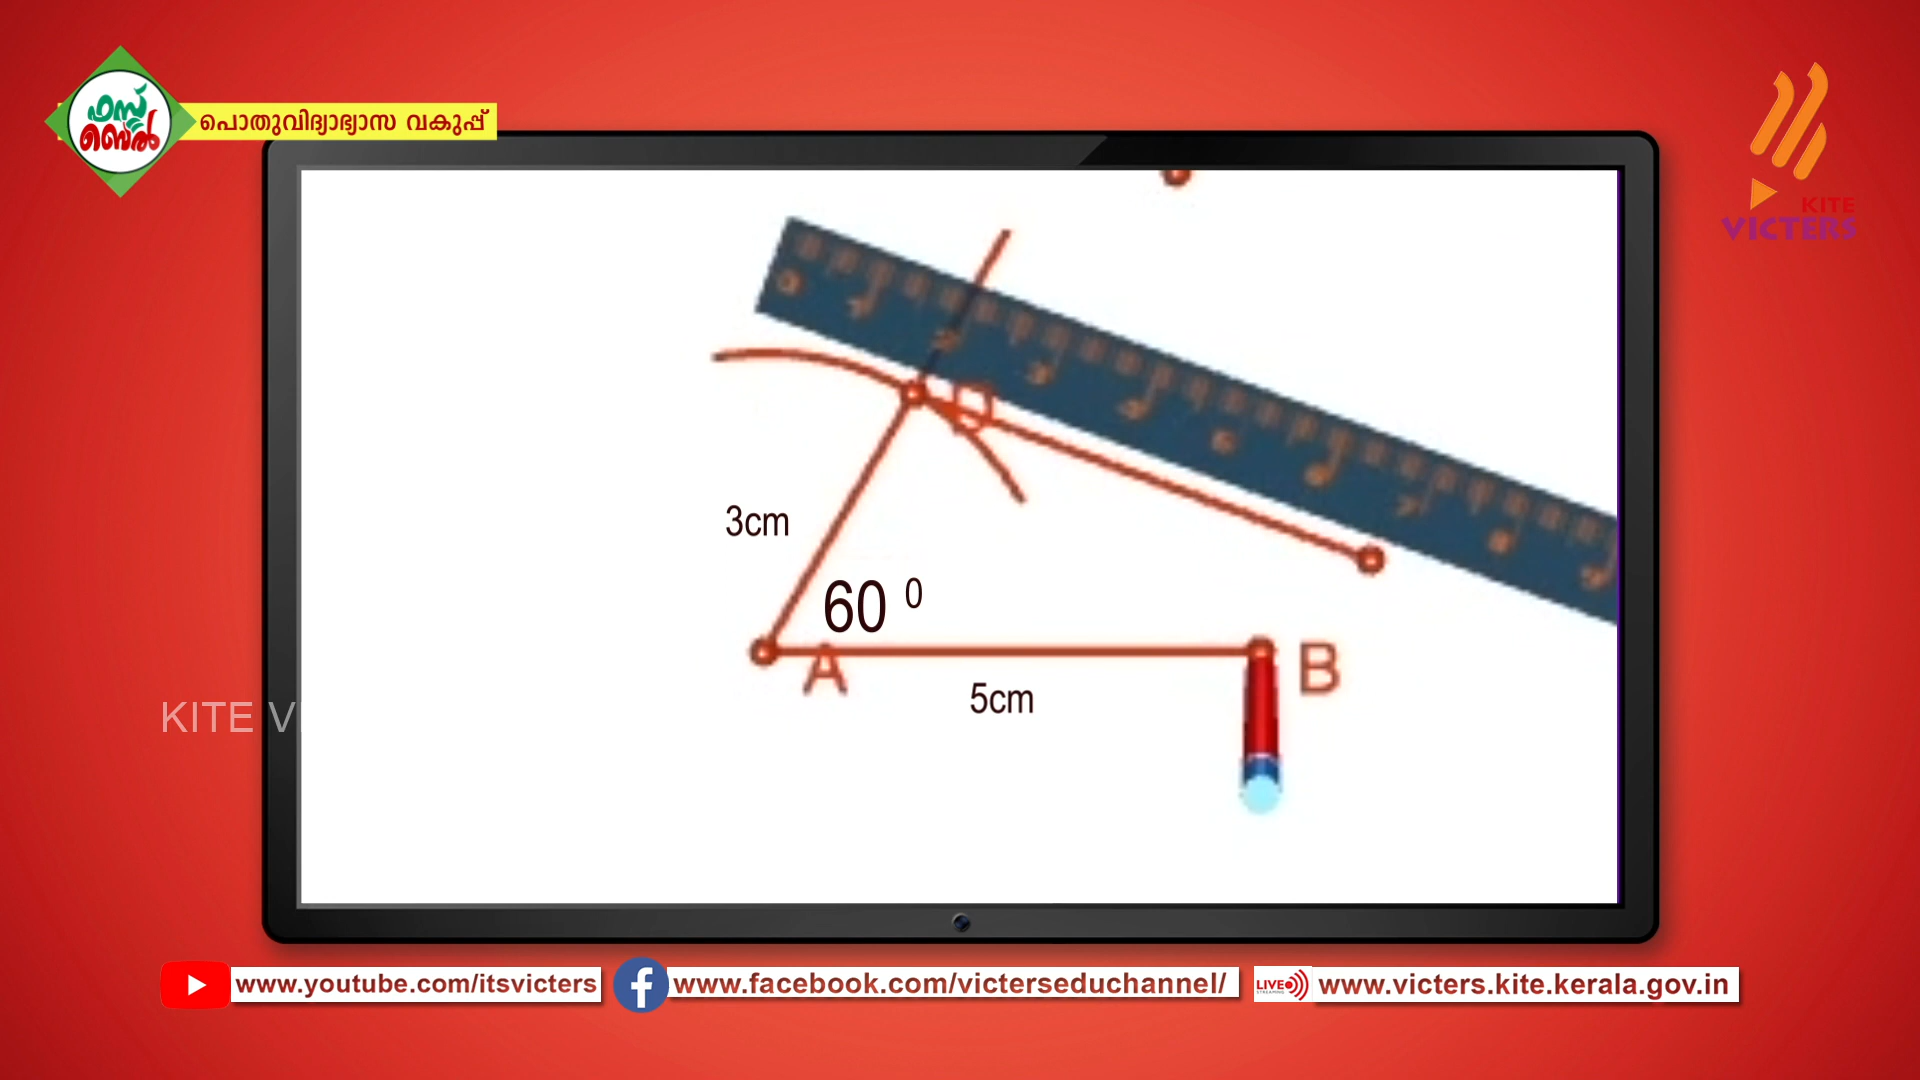 ഫസ്റ്റ്
ബെൽ
പൊതുവിദ്യാഭ്യാസ വകുപ്പ്
KITE
VICTERS
3cm
60 0
A
B
5cm
KITE VI
www.youtube.com/itsvicters
www.facebook.com/victerseduchannel/
LIVE
www.victers.kite.kerala.gov.in